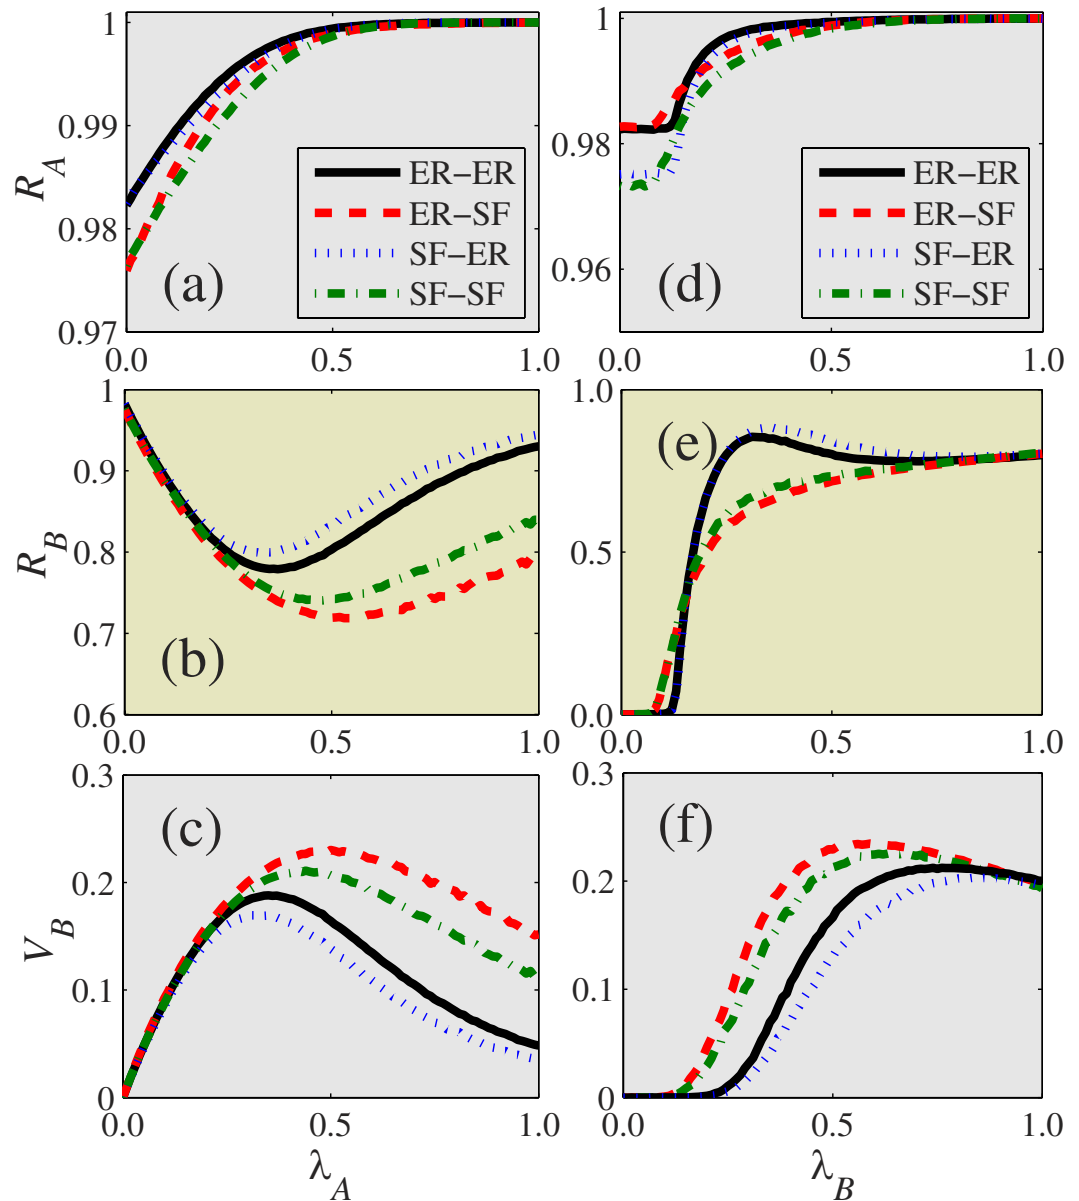 1
0.99
0.98
0.97
R_A
ER–ER
ER–SF
SF–ER
SF–SF
(a)
0.0
0.5
1.0
1
0.98
0.96
ER–ER
ER–SF
SF–ER
SF–SF
(d)
0.0
0.5
1.0
1
0.9
0.8
0.7
0.6
R_B
(b)
0.0
0.5
1.0
1.0
0.5
0.0
(e)
0.0
0.5
1.0
0.3
0.2
0.1
0
V_B
(c)
0.0
0.5
1.0
λ_A
0.3
0.2
0.1
0
(f)
0.0
0.5
1.0
λ_B